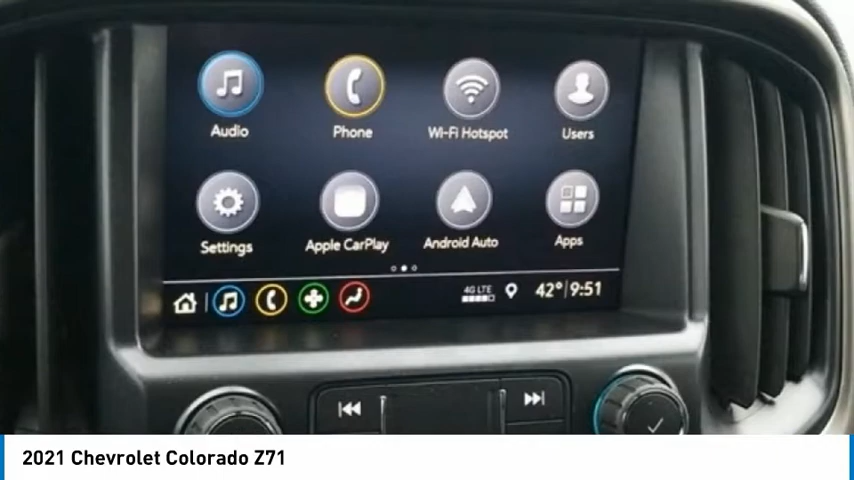 Audio Phone Wi-Fi Hotspot Users
Settings Apple CarPlay Android Auto Apps
4G LTE 42° 9:51
2021 Chevrolet Colorado Z71